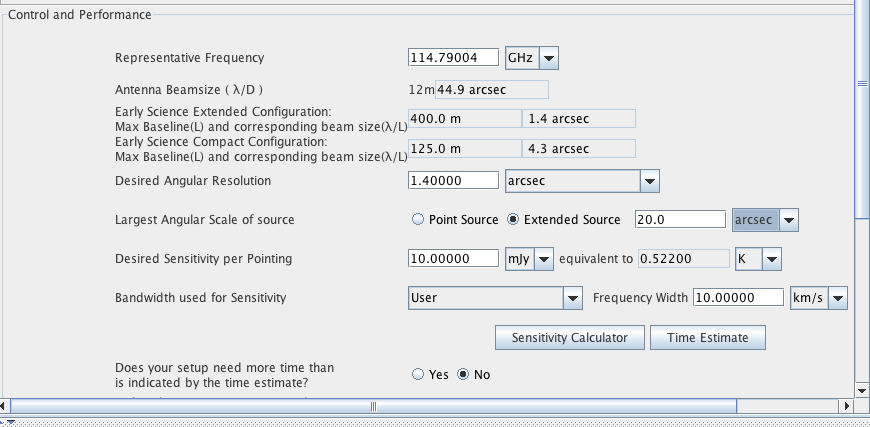 Control and Performance
Representative Frequency 114.79004 GHz
Antenna Beamsize ( λ/D ) 12m 44.9 arcsec
Early Science Extended Configuration:
Max Baseline(L) and corresponding beam size(λ/L) 400.0 m 1.4 arcsec
Early Science Compact Configuration:
Max Baseline(L) and corresponding beam size(λ/L) 125.0 m 4.3 arcsec
Desired Angular Resolution 1.40000 arcsec
Largest Angular Scale of source Point Source Extended Source 20.0 arcsec
Desired Sensitivity per Pointing 10.00000 mJy equivalent to 0.52200 K
Bandwidth used for Sensitivity User Frequency Width 10.00000 km/s
Sensitivity Calculator Time Estimate
Does your setup need more time than
is indicated by the time estimate? Yes No